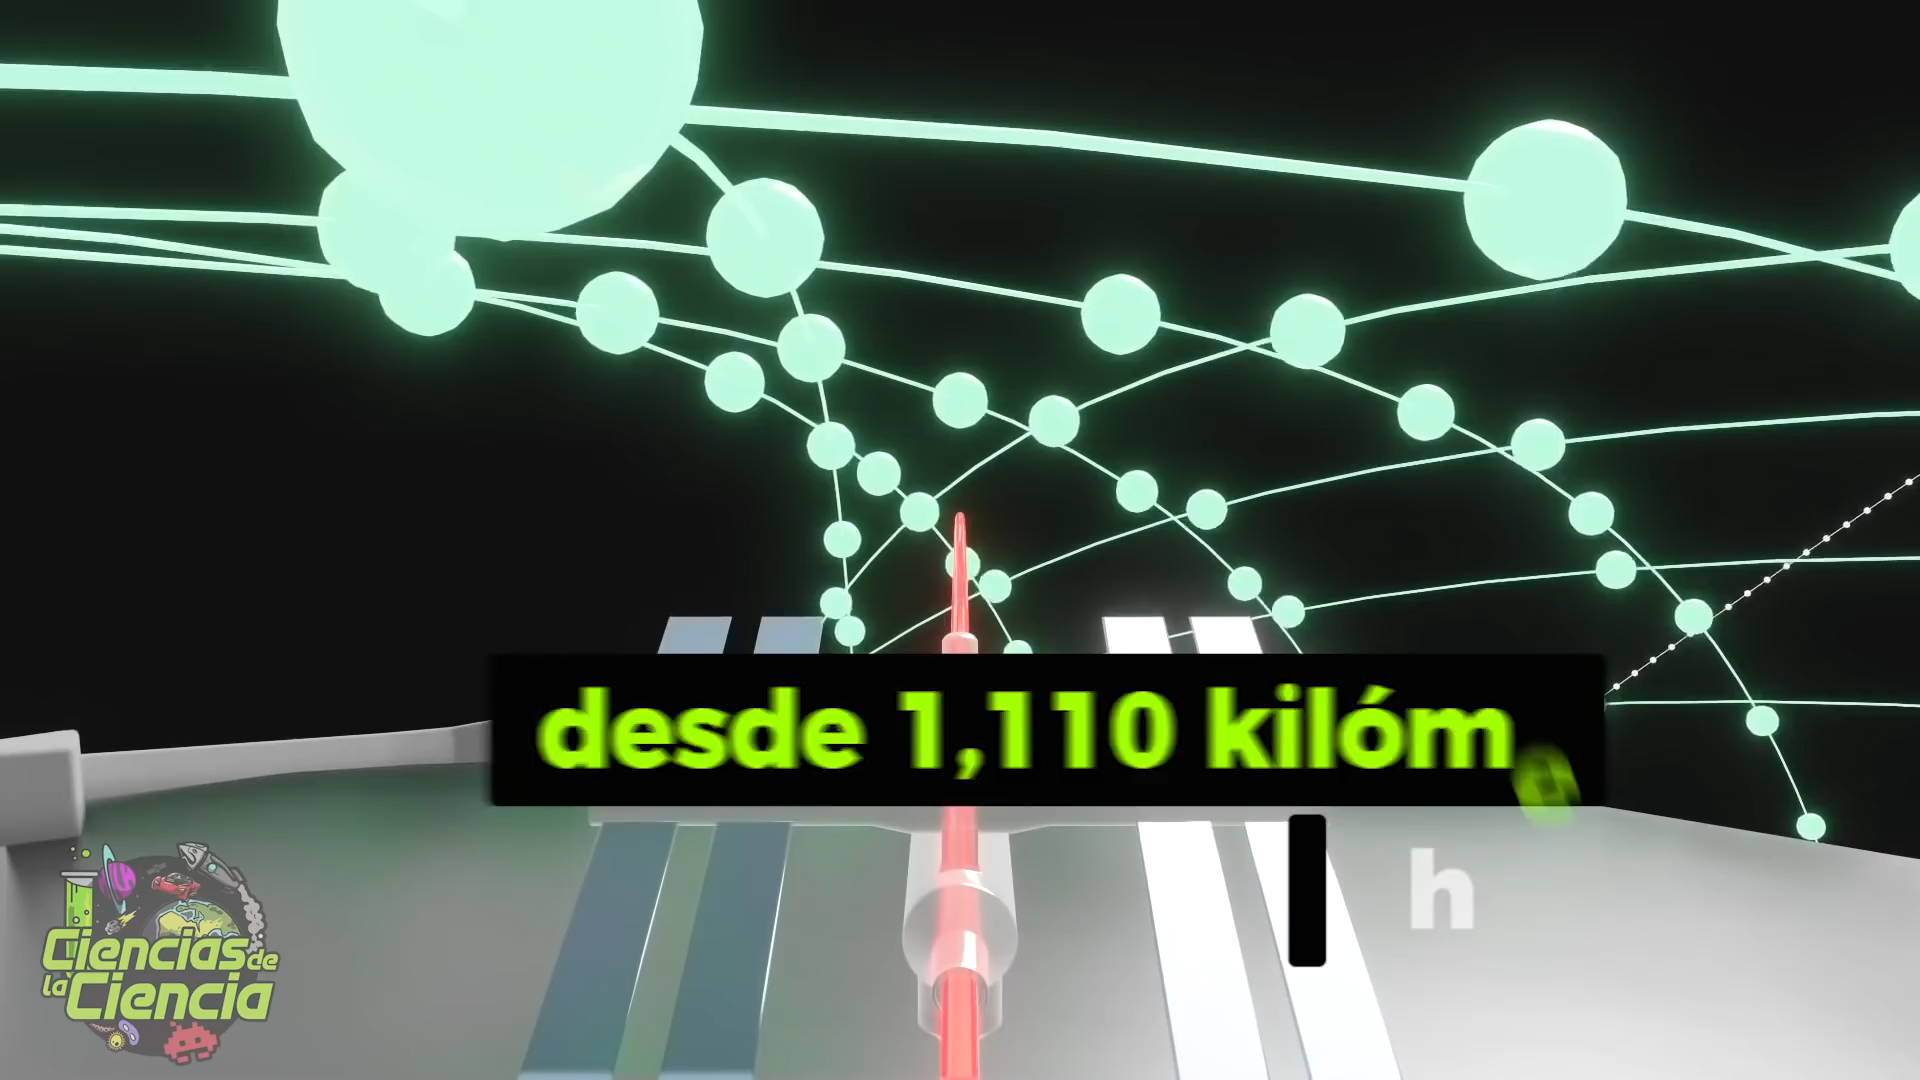 desde 1,110 kilóm
h
Ciencias de
la Ciencia